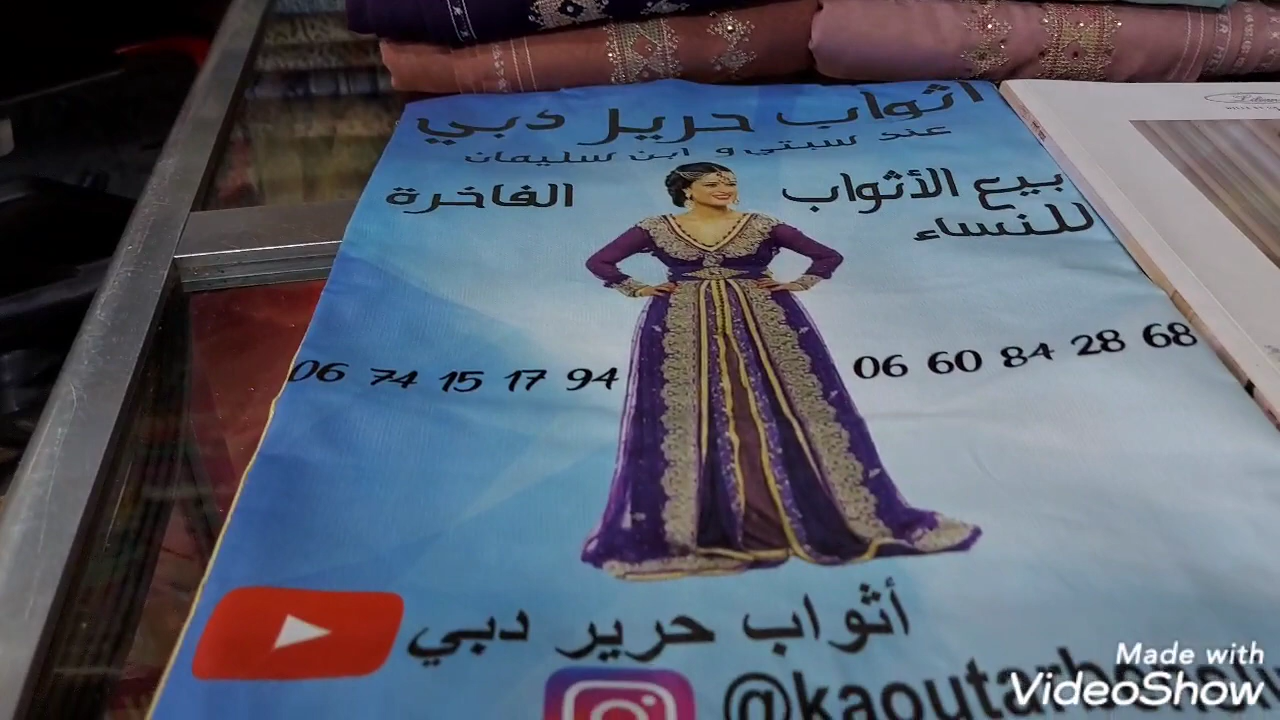 أثواب حرير دبي
عند سبتي و ابن سليمان
بيع الأثواب الفاخرة
للنساء
06 74 15 17 94
06 60 84 28 68
أثواب حرير دبي
Made with
VideoShow